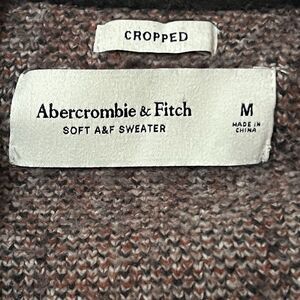 CROPPED
Abercrombie & Fitch M
SOFT A&F SWEATER
MADE IN
CHINA